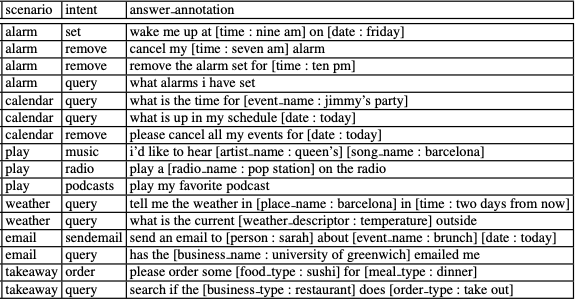 scenario intent answer_annotation
alarm set wake me up at [time : nine am] on [date : friday]
alarm remove cancel my [time : seven am] alarm
alarm remove remove the alarm set for [time : ten pm]
alarm query what alarms i have set
calendar query what is the time for [event_name : jimmy's party]
calendar query what is up in my schedule [date : today]
calendar remove please cancel all my events for [date : today]
play music i'd like to hear [artist_name : queen's] [song_name : barcelona]
play radio play a [radio_name : pop station] on the radio
play podcasts play my favorite podcast
weather query tell me the weather in [place_name : barcelona] in [time : two days from now]
weather query what is the current [weather_descriptor : temperature] outside
email sendemail send an email to [person : sarah] about [event_name : brunch] [date : today]
email query has the [business_name : university of greenwich] emailed me
takeaway order please order some [food_type : sushi] for [meal_type : dinner]
takeaway query search if the [business_type : restaurant] does [order_type : take out]